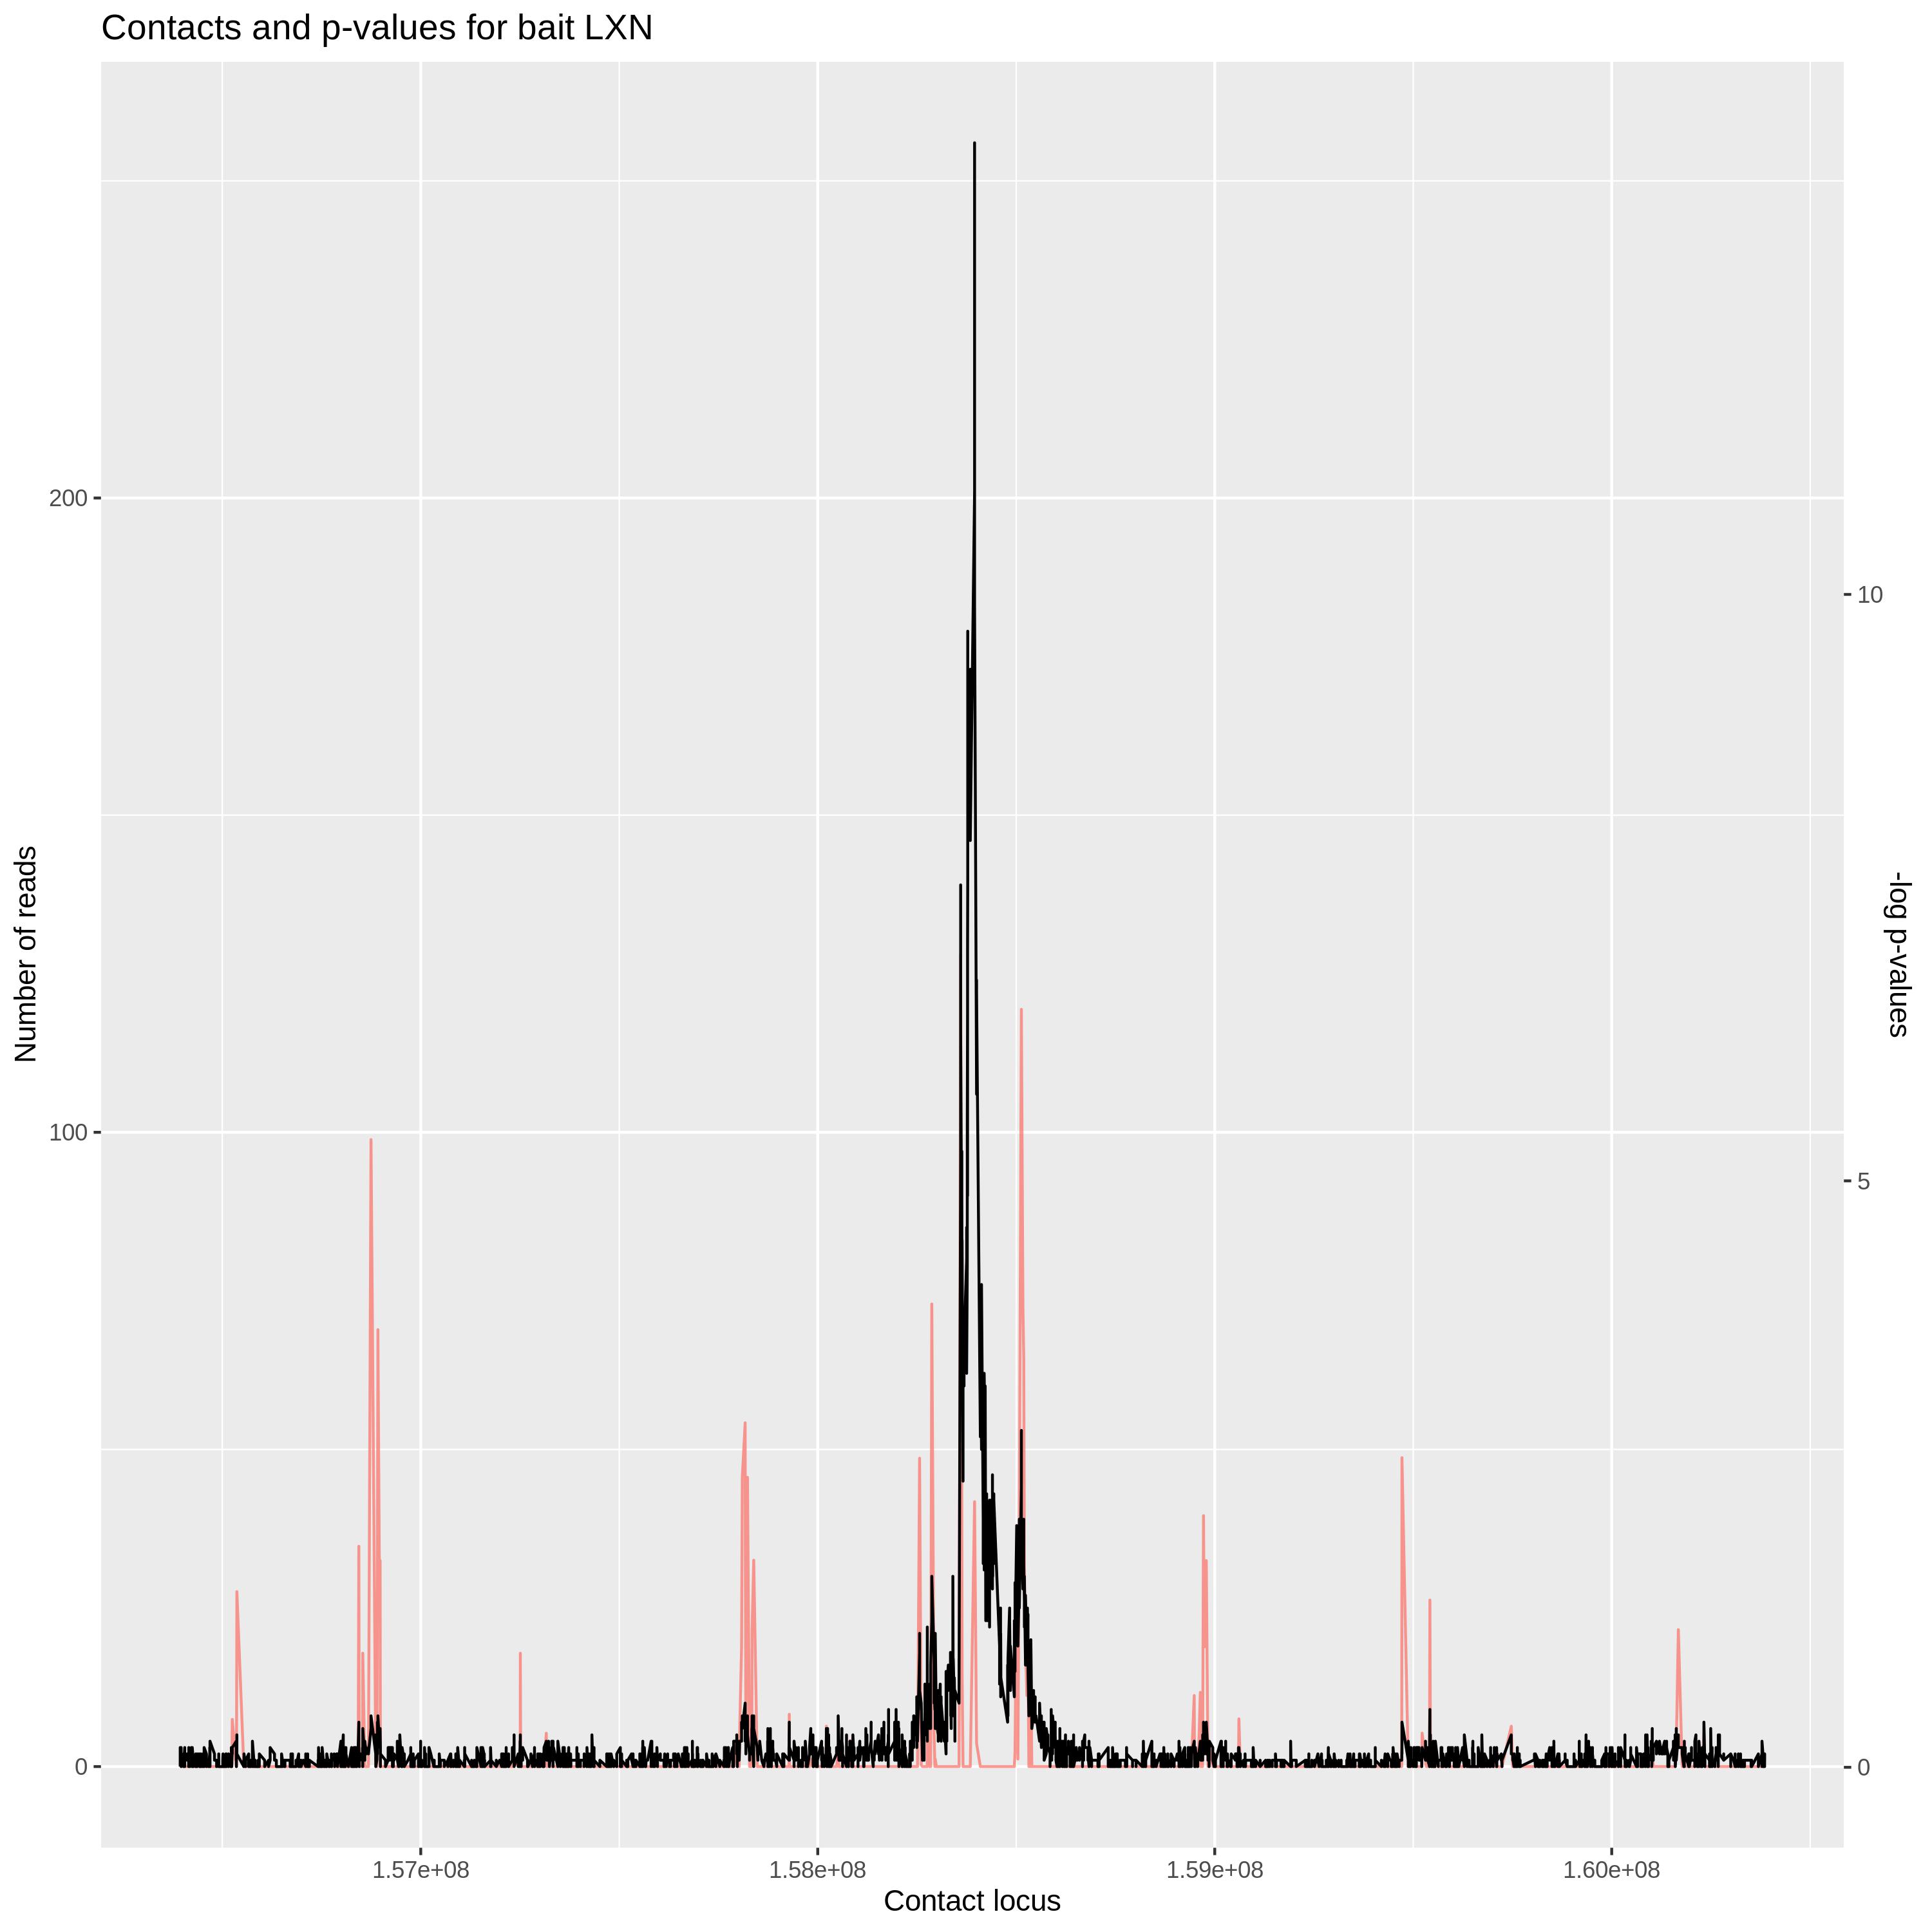 Contacts and p-values for bait LXN
Number of reads
200
100
0
10
5
0
-log p-values
1.57e+08
1.58e+08
1.59e+08
1.60e+08
Contact locus